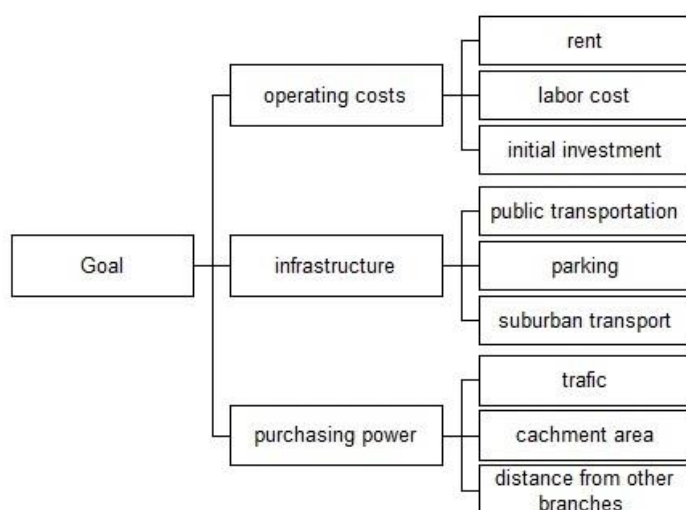 rent
operating costs
labor cost
initial investment
public transportation
Goal
infrastructure
parking
suburban transport
trafic
purchasing power
cachment area
distance from other
branches